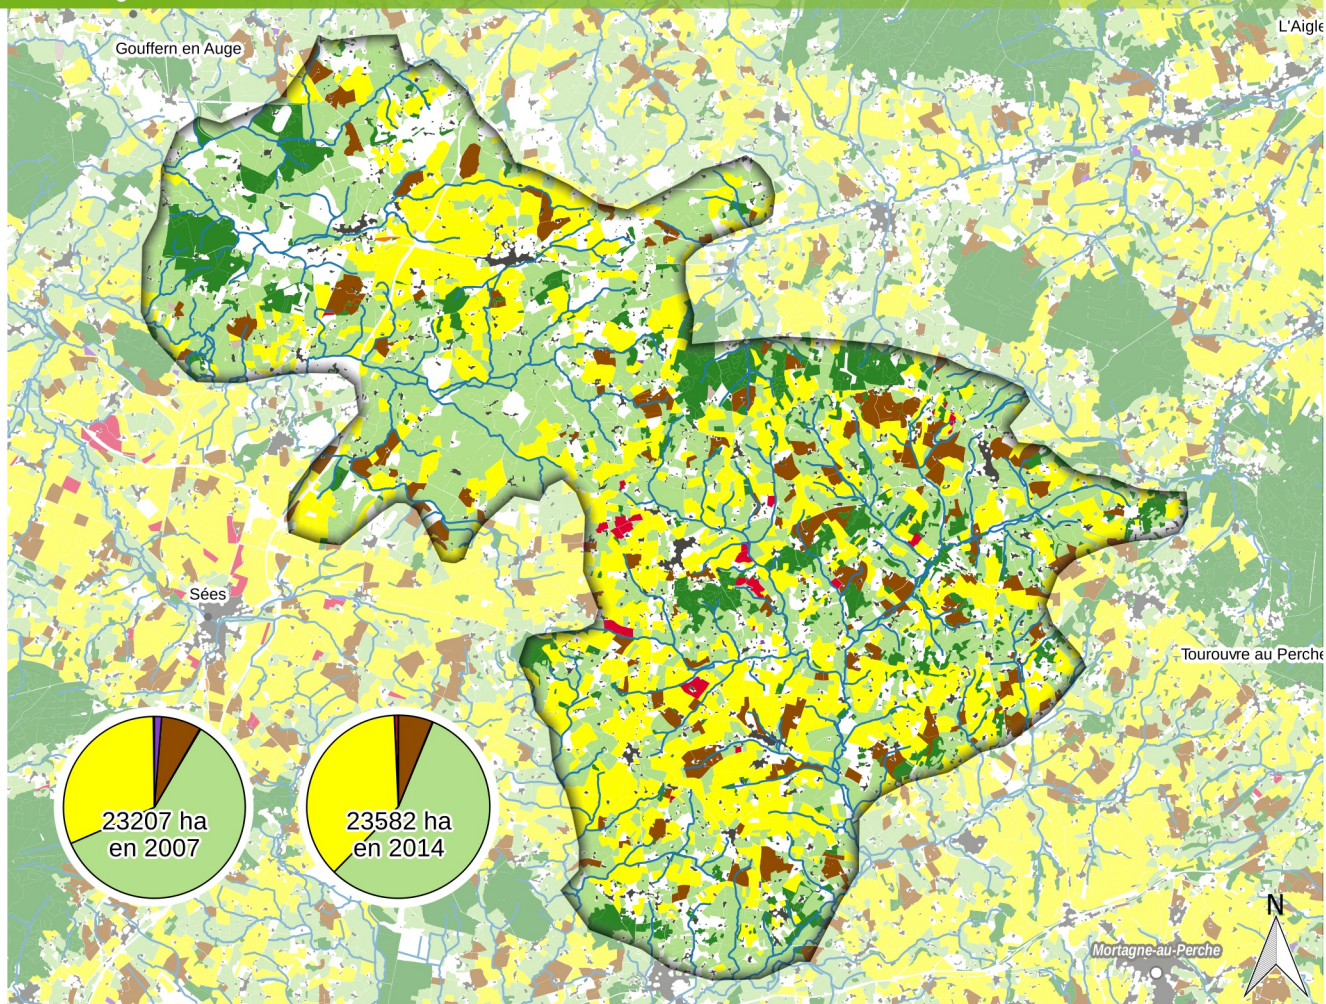 L'Aigle
Gouffern en Auge
Sées
Tourouvre au Perche
23207 ha
en 2007
23582 ha
en 2014
N
Mortagne-au-Perche